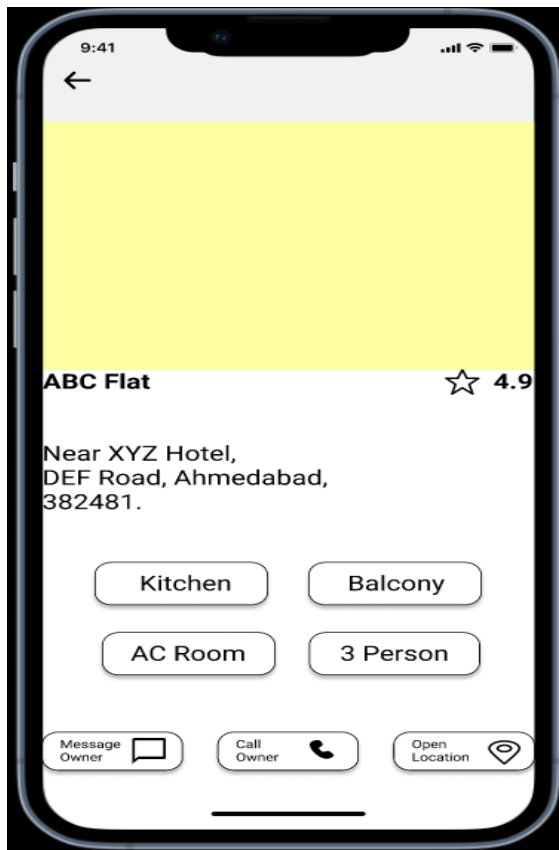 9:41
ABC Flat 4.9
Near XYZ Hotel,
DEF Road, Ahmedabad,
382481.
Kitchen Balcony
AC Room 3 Person
Message
Owner
Call
Owner
Open
Location